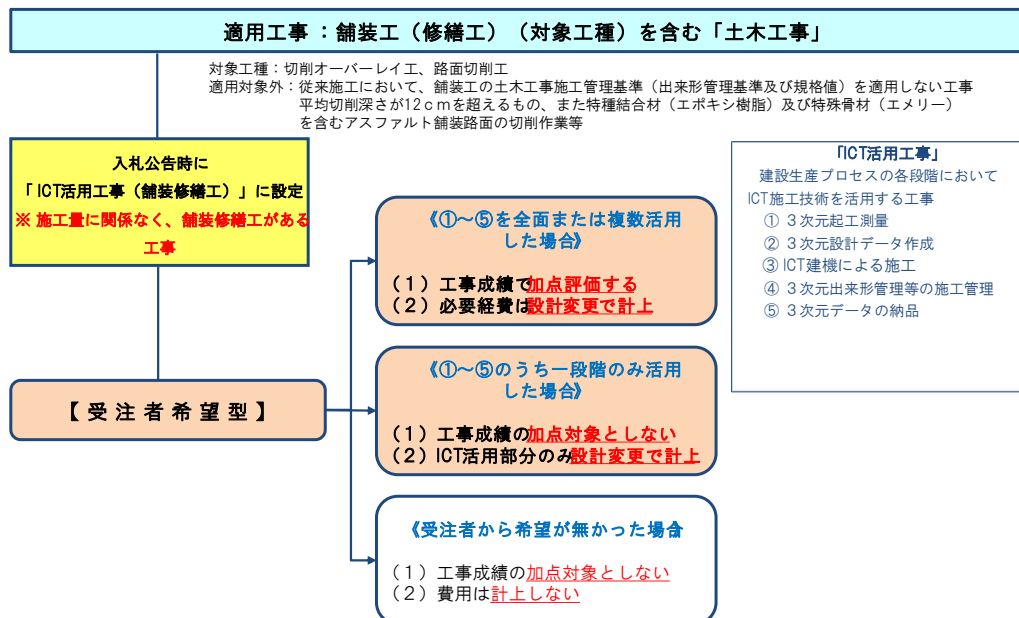 適用工事 ：舗装工（修繕工）（対象工種）を含む「土木工事」
対象工種：切削オーバーレイ工、路面切削工
適用対象外：従来施工において、舗装工の土木工事施工管理基準（出来形管理基準及び規格値）を適用しない工事
平均切削深さが12ｃｍを超えるもの、また特種結合材（エポキシ樹脂）及び特殊骨材（エメリー）
を含むアスファルト舗装路面の切削作業等
入札公告時に
「 ICT活用工事（舗装修繕工）」に設定
※ 施工量に関係なく、舗装修繕工がある
工事
【 受 注 者 希 望 型 】
《①～⑤を全面または複数活用
した場合》
（１）工事成績で加点評価する
（２）必要経費は設計変更で計上
《①～⑤のうち一段階のみ活用
した場合》
（１）工事成績の加点対象としない
（２）ICT活用部分のみ設計変更で計上
《受注者から希望が無かった場合》
（１）工事成績の加点対象としない
（２）費用は計上しない
「ICT活用工事」
建設生産プロセスの各段階において
ICT施工技術を活用する工事
① ３次元起工測量
② ３次元設計データ作成
③ ICT建機による施工
④ ３次元出来形管理等の施工管理
⑤ ３次元データの納品